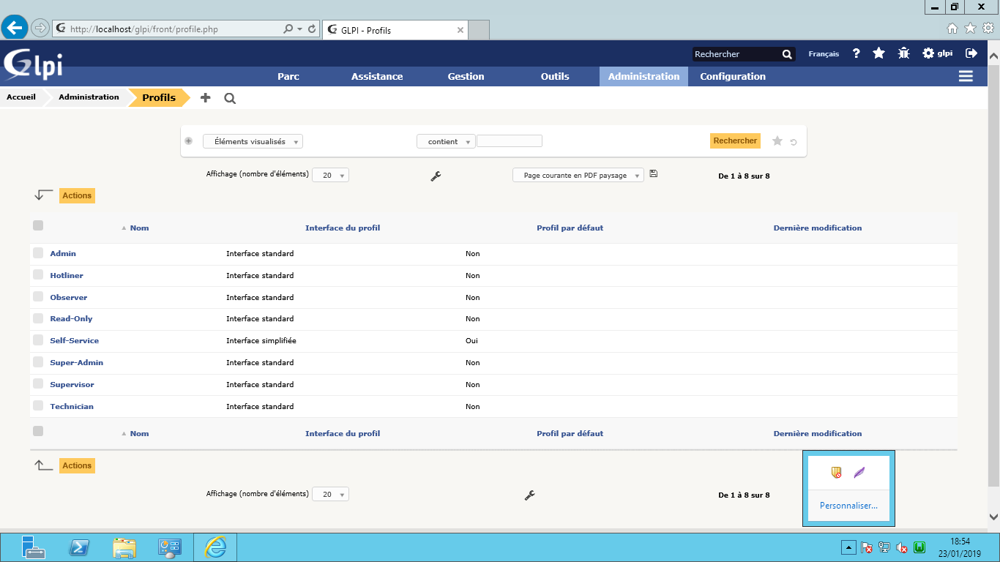 http://localhost/glpi/front/profile.php
GLPI - Profils
Glpi
Rechercher
Français
?
glpi
Parc Assistance Gestion Outils Administration Configuration
Accueil Administration Profils
Éléments visualisés contient Rechercher
Affichage (nombre d'éléments) 20 Page courante en PDF paysage De 1 à 8 sur 8
Actions
Nom Interface du profil Profil par défaut Dernière modification
Admin Interface standard Non
Hotliner Interface standard Non
Observer Interface standard Non
Read-Only Interface standard Non
Self-Service Interface simplifiée Oui
Super-Admin Interface standard Non
Supervisor Interface standard Non
Technician Interface standard Non
Nom Interface du profil Profil par défaut Dernière modification
Actions
Affichage (nombre d'éléments) 20 De 1 à 8 sur 8
Personnaliser...
18:54
23/01/2019